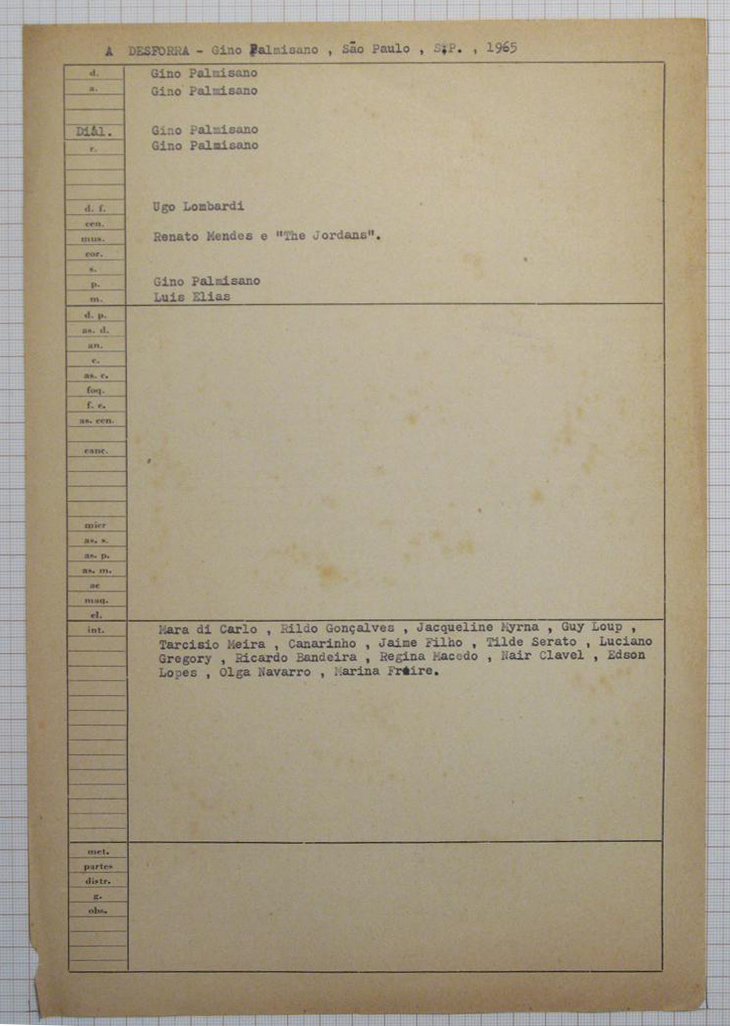 A DESFORRA - Gino Palmisano , São Paulo , S.P. , 1965
d. Gino Palmisano
a. Gino Palmisano
Diál. Gino Palmisano
r. Gino Palmisano
d. f. Ugo Lombardi
cen.
mus. Renato Mendes e "The Jordans".
cor.
s.
p. Gino Palmisano
m. Luis Elias
d. p.
as. d.
an.
c.
as. c.
foq.
f. c.
as. cen.
conc.
micr
as. s.
as. p.
as. m.
ac
maq.
el.
int. Mara di Carlo , Rildo Gonçalves , Jacqueline Myrna , Guy Loup ,
Tarcisio Meira , Canarinho , Jaime Filho , Tilde Serato , Luciano
Gregory , Ricardo Bandeira , Regina Macedo , Nair Clavel , Edson
Lopes , Olga Navarro , Marina Freire.
met.
partes
distr.
g.
obs.